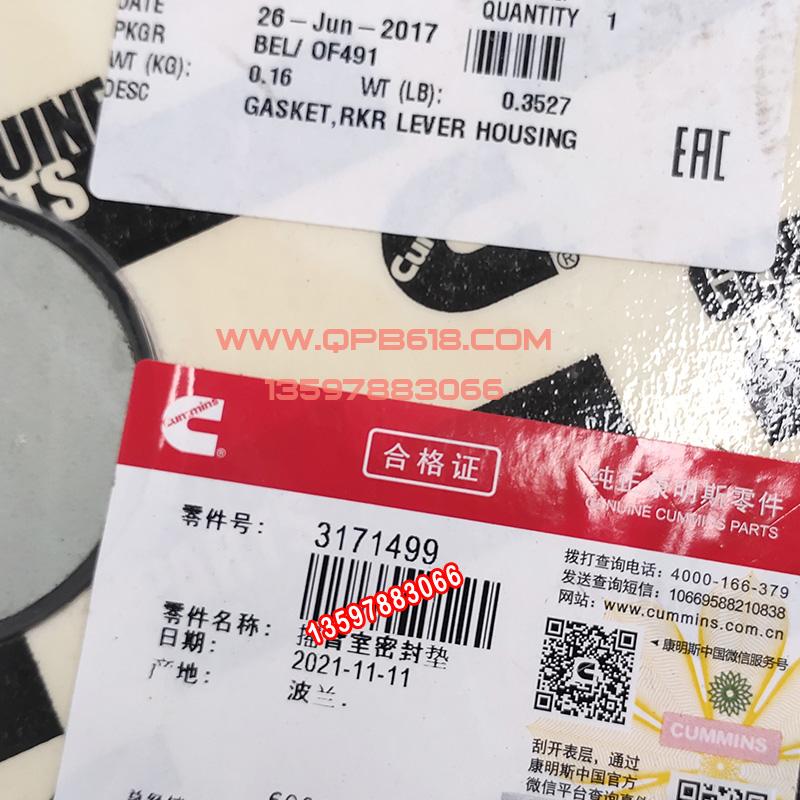 DATE 26-Jun-2017 QUANTITY 1
PKGR BEL/ OF491
WT (KG): 0.16 WT (LB): 0.3527
DESC GASKET,RKR LEVER HOUSING
EAC
Cummins
®
WWW.QPB618.COM
13597883066
Cummins
®
合格证
纯正康明斯零件
GENUINE CUMMINS PARTS
零件号: 3171499
13597883066
零件名称: 摇臂室密封垫
日期: 2021-11-11
产地: 波兰.
拨打查询电话: 4000-166-379
发送查询短信: 10669588210838
网站: www.cummins.com.cn
康明斯中国微信服务号
CUMMINS
刮开表层，通过
康明斯中国官方
微信平台查询真伪